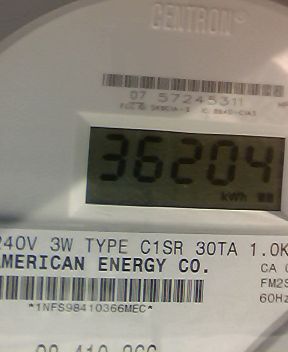 CENTRON®
07 57245311
36204
kWh
240V 3W TYPE C1SR 30TA 1.0K
AMERICAN ENERGY CO.
CA
FM2S
60Hz
*1NFS98410366MEC*